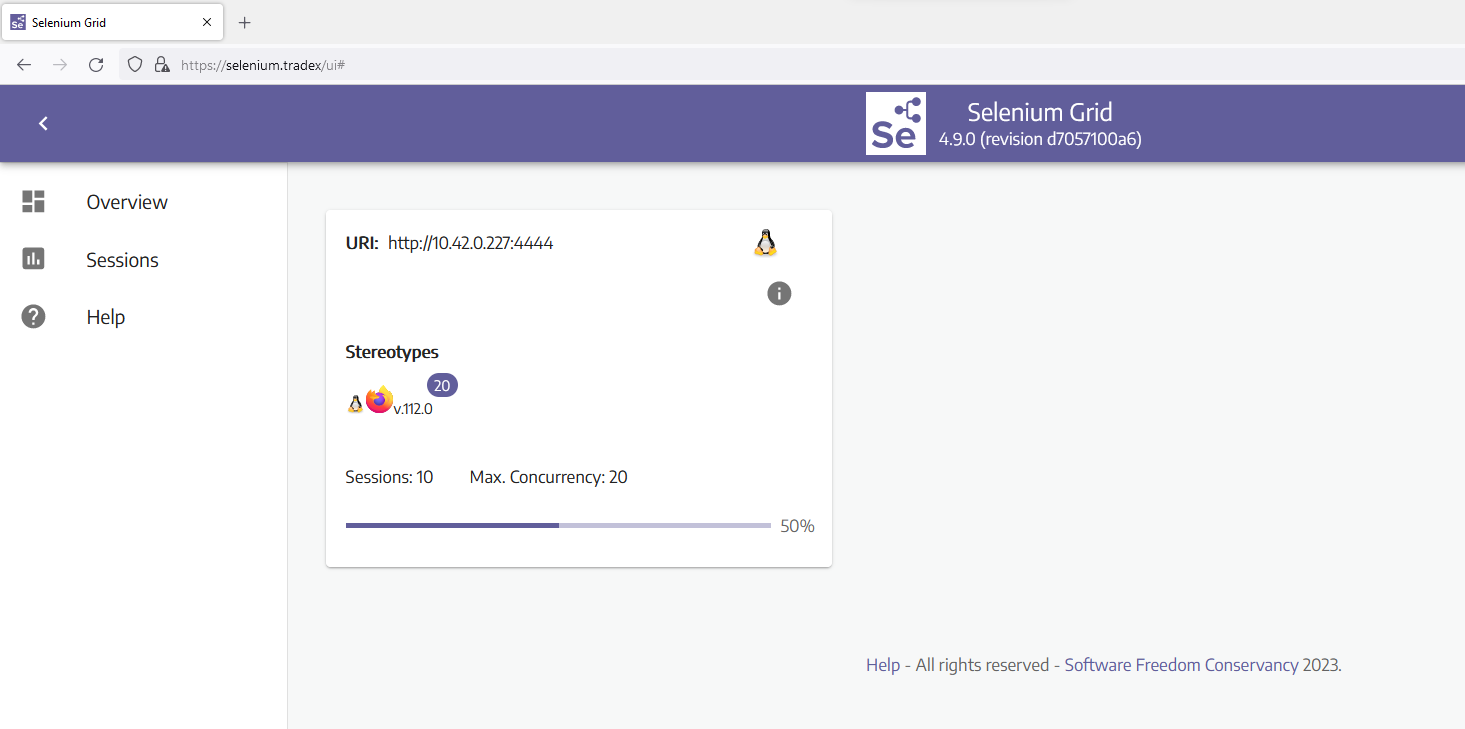 Selenium Grid
https://selenium.tradex/ui#
Se
Selenium Grid
4.9.0 (revision d7057100a6)
Overview
Sessions
Help
URI: http://10.42.0.227:4444
Stereotypes
20
v.112.0
Sessions: 10 Max. Concurrency: 20
50%
Help - All rights reserved - Software Freedom Conservancy 2023.